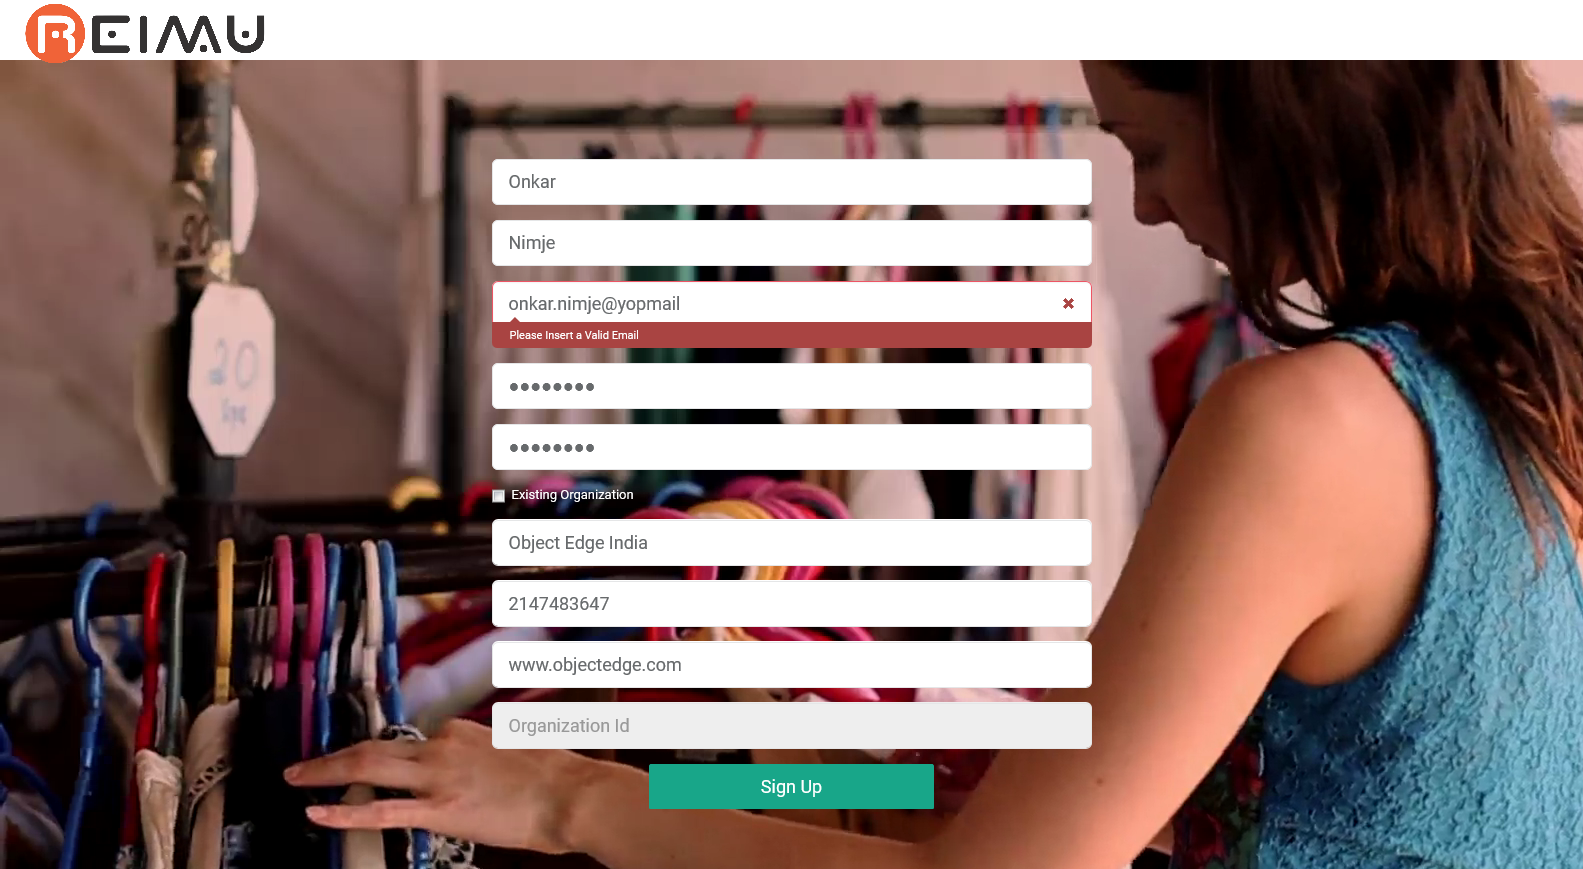 REIMU
Onkar
Nimje
onkar.nimje@yopmail
Please Insert a Valid Email
●●●●●●●●
●●●●●●●●
Existing Organization
Object Edge India
2147483647
www.objectedge.com
Organization Id
Sign Up
20